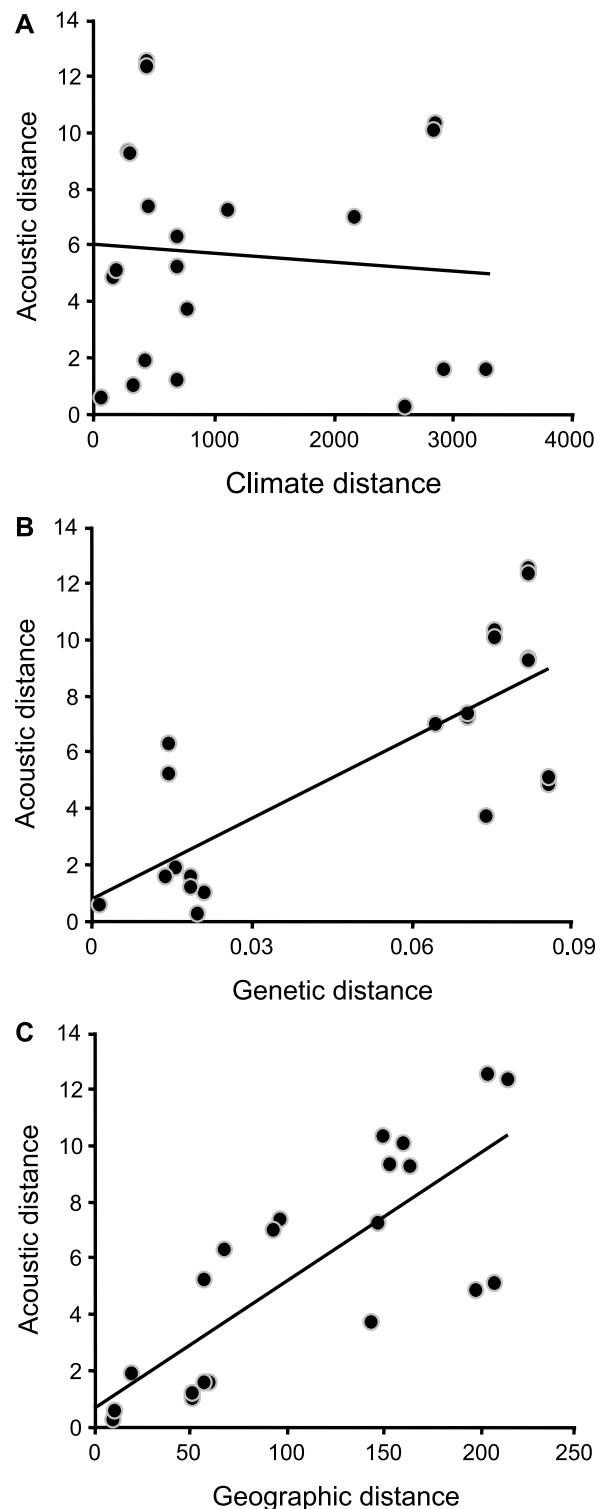 A
14
12
10
8
6
4
2
0
Acoustic distance
0 1000 2000 3000 4000
Climate distance
B
14
12
10
8
6
4
2
0
Acoustic distance
0 0.03 0.06 0.09
Genetic distance
C
14
12
10
8
6
4
2
0
Acoustic distance
0 50 100 150 200 250
Geographic distance